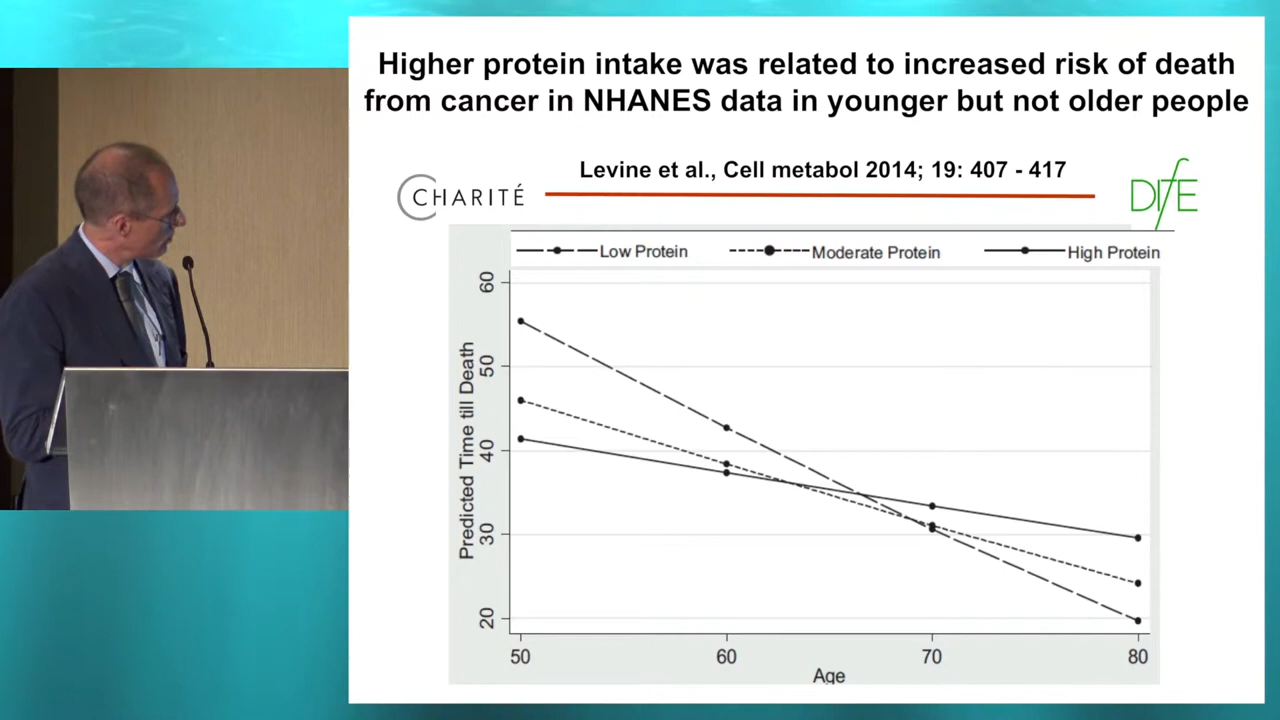 Higher protein intake was related to increased risk of death
from cancer in NHANES data in younger but not older people
Levine et al., Cell metabol 2014; 19: 407 - 417
CHARITÉ
DIfE
Low Protein
Moderate Protein
High Protein
Predicted Time till Death
60
50
40
30
20
50
60
70
80
Age